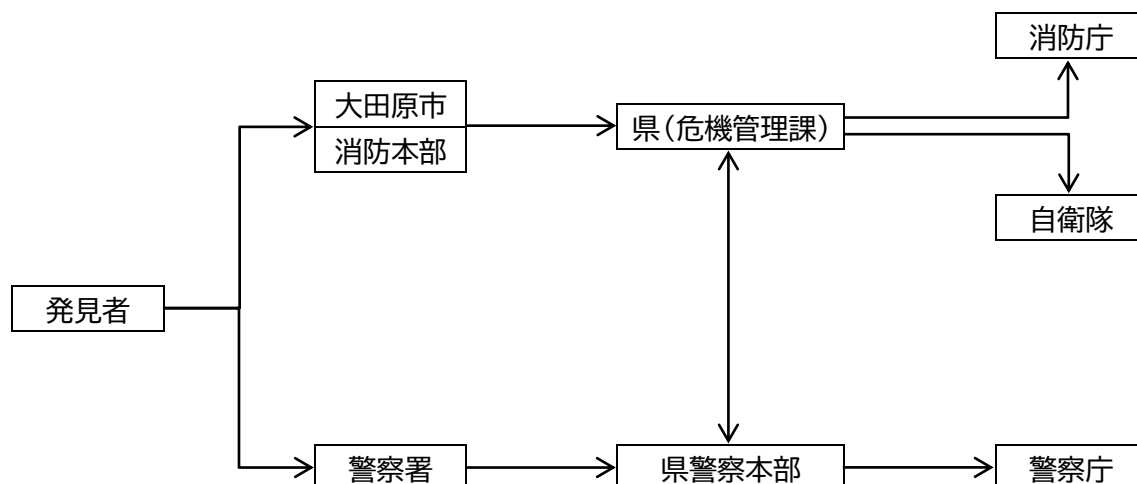 消防庁
大田原市
消防本部
県（危機管理課）
自衛隊
発見者
警察署
県警察本部
警察庁